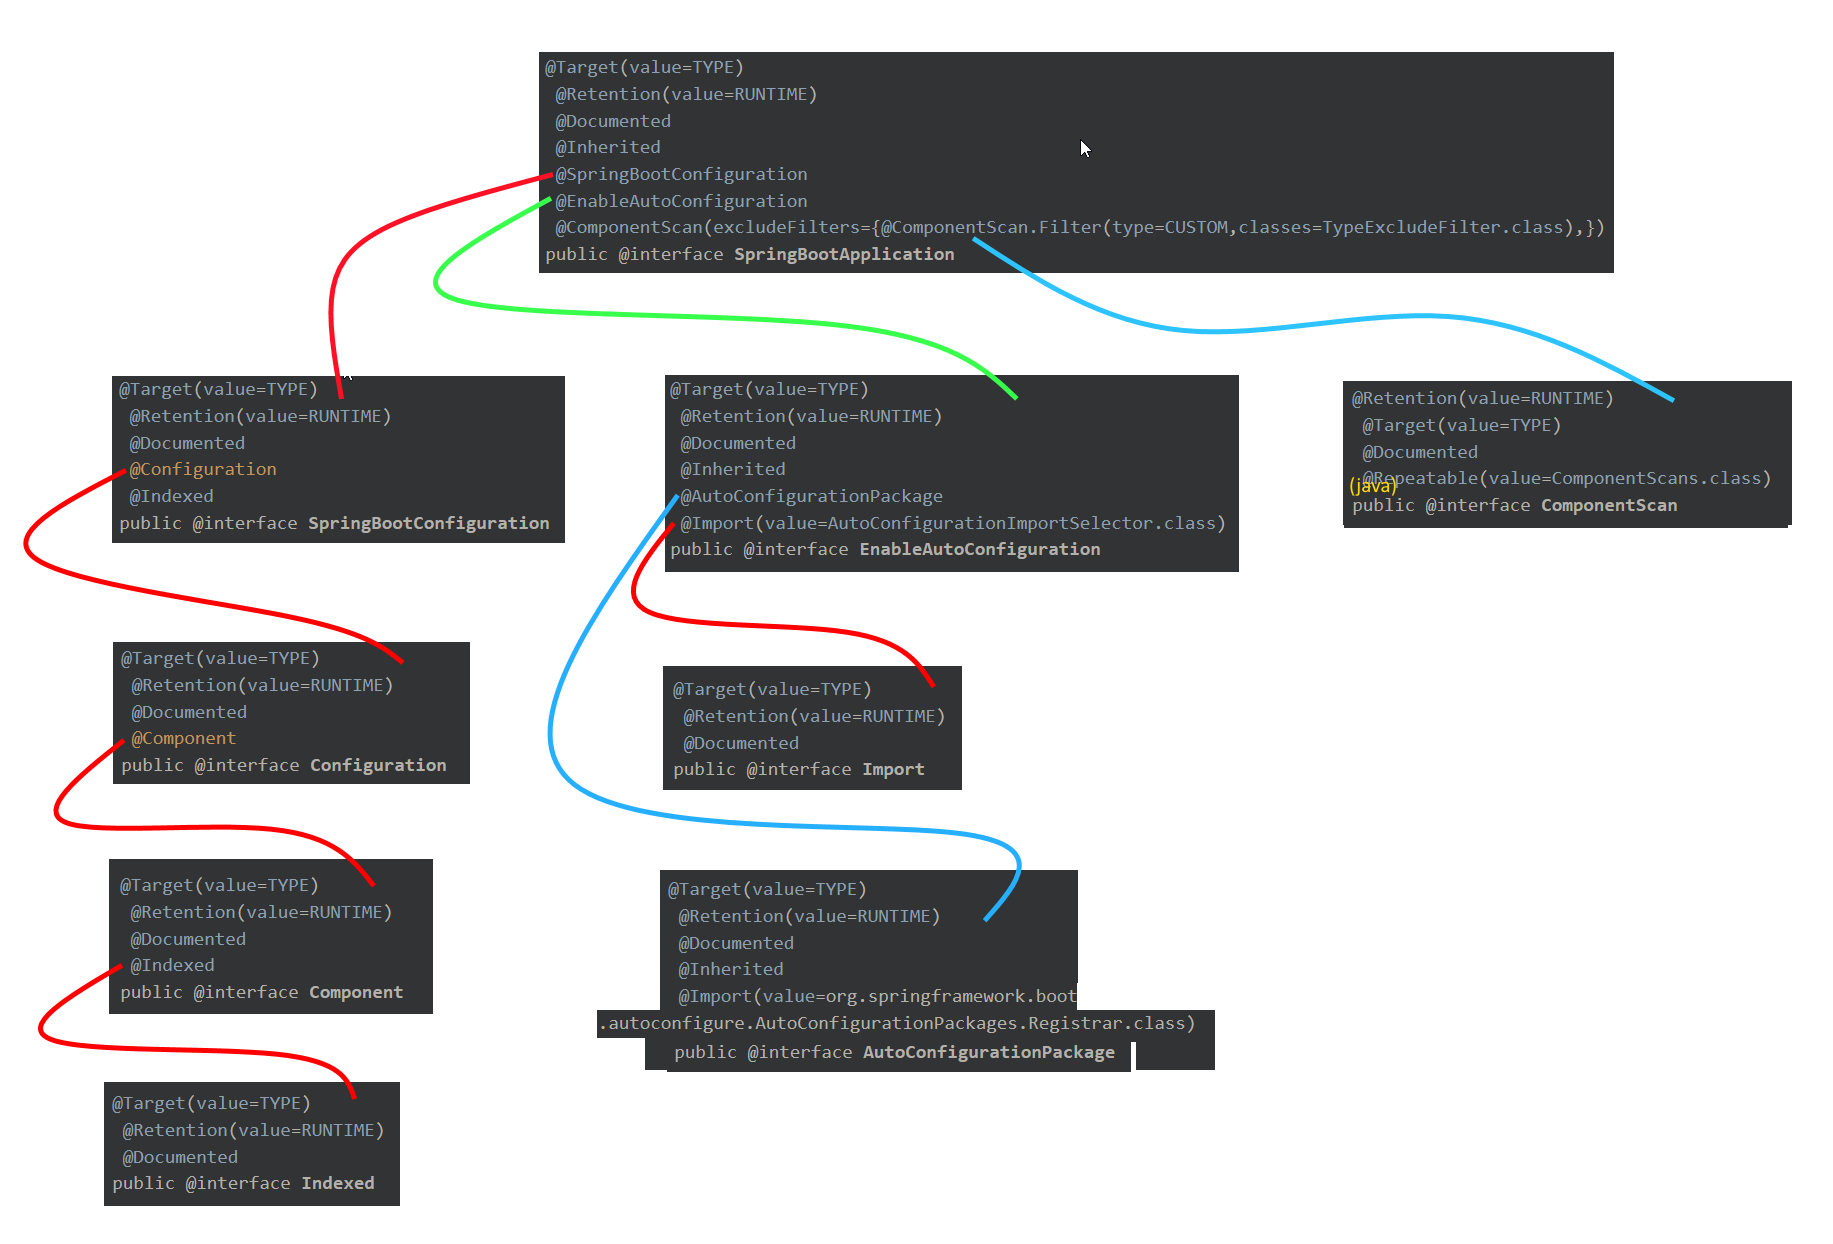 @Target(value=TYPE)
@Retention(value=RUNTIME)
@Documented
@Inherited
@SpringBootConfiguration
@EnableAutoConfiguration
@ComponentScan(excludeFilters={@ComponentScan.Filter(type=CUSTOM,classes=TypeExcludeFilter.class),})
public @interface SpringBootApplication
@Target(value=TYPE)
@Retention(value=RUNTIME)
@Documented
@Configuration
@Indexed
public @interface SpringBootConfiguration
@Target(value=TYPE)
@Retention(value=RUNTIME)
@Documented
@Inherited
@AutoConfigurationPackage
@Import(value=AutoConfigurationImportSelector.class)
public @interface EnableAutoConfiguration
@Retention(value=RUNTIME)
@Target(value=TYPE)
@Documented
@Repeatable(value=ComponentScans.class)
(java)
public @interface ComponentScan
@Target(value=TYPE)
@Retention(value=RUNTIME)
@Documented
@Component
public @interface Configuration
@Target(value=TYPE)
@Retention(value=RUNTIME)
@Documented
public @interface Import
@Target(value=TYPE)
@Retention(value=RUNTIME)
@Documented
@Indexed
public @interface Component
@Target(value=TYPE)
@Retention(value=RUNTIME)
@Documented
@Inherited
@Import(value=org.springframework.boot
.autoconfigure.AutoConfigurationPackages.Registrar.class)
public @interface AutoConfigurationPackage
@Target(value=TYPE)
@Retention(value=RUNTIME)
@Documented
public @interface Indexed